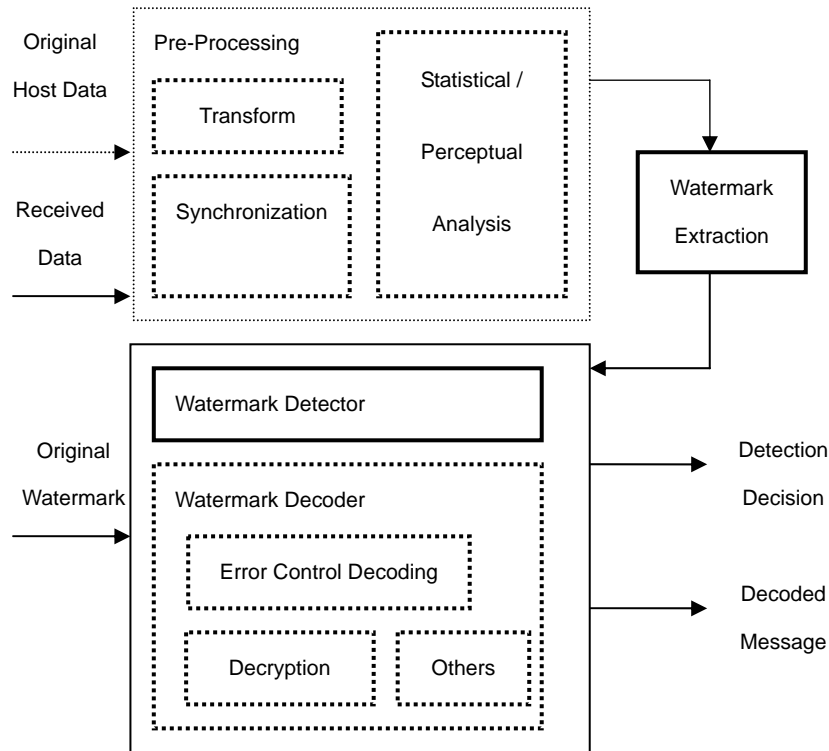 Original
Host Data
Received
Data
Pre-Processing
Transform
Synchronization
Statistical /
Perceptual
Analysis
Watermark
Extraction
Original
Watermark
Watermark Detector
Watermark Decoder
Error Control Decoding
Decryption
Others
Detection
Decision
Decoded
Message